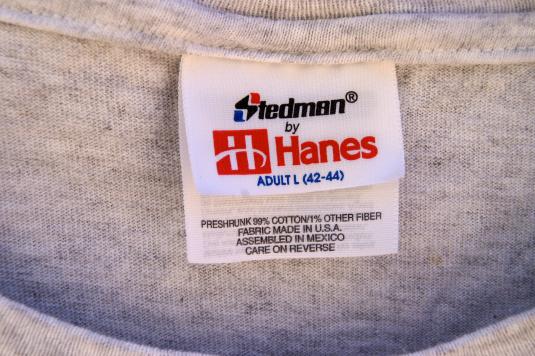 Stedman®
by
H Hanes
ADULT L (42-44)
PRESHRUNK 99% COTTON/1% OTHER FIBER
FABRIC MADE IN U.S.A.
ASSEMBLED IN MEXICO
CARE ON REVERSE